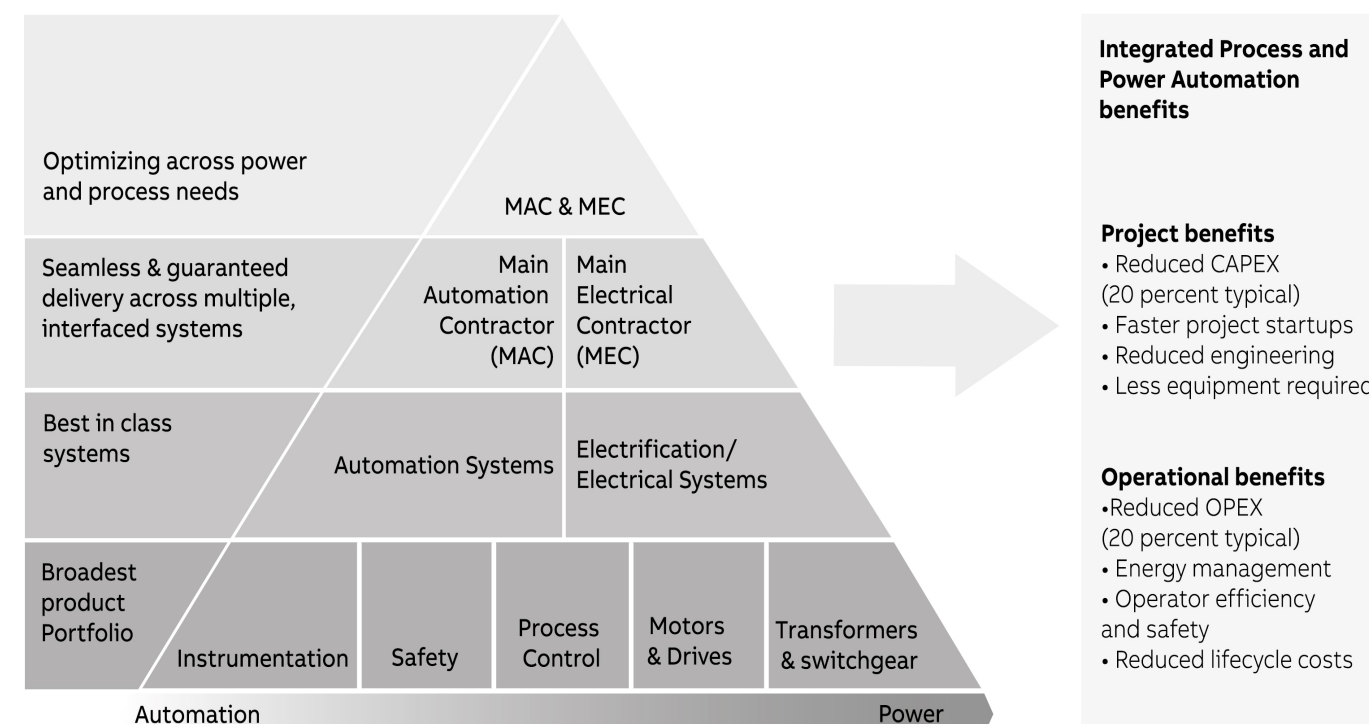 Optimizing across power
and process needs
MAC & MEC
Seamless & guaranteed
delivery across multiple,
interfaced systems
Main
Automation
Contractor
(MAC)
Main
Electrical
Contractor
(MEC)
Best in class
systems
Automation Systems
Electrification/
Electrical Systems
Broadest
product
Portfolio
Instrumentation
Safety
Process
Control
Motors
& Drives
Transformers
& switchgear
Automation
Power
Integrated Process and
Power Automation
benefits
Project benefits
• Reduced CAPEX
(20 percent typical)
• Faster project startups
• Reduced engineering
• Less equipment required
Operational benefits
•Reduced OPEX
(20 percent typical)
• Energy management
• Operator efficiency
and safety
• Reduced lifecycle costs